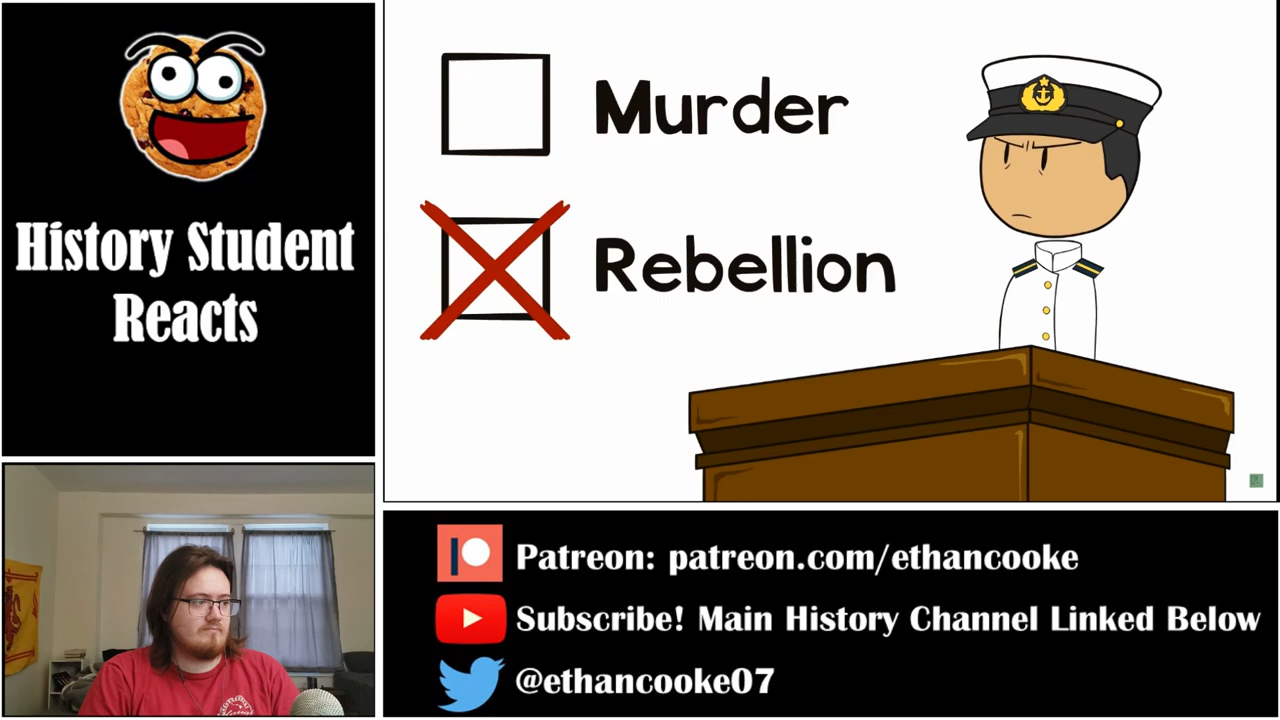 History Student
Reacts
Murder
Rebellion
Patreon: patreon.com/ethancooke
Subscribe! Main History Channel Linked Below
@ethancooke07